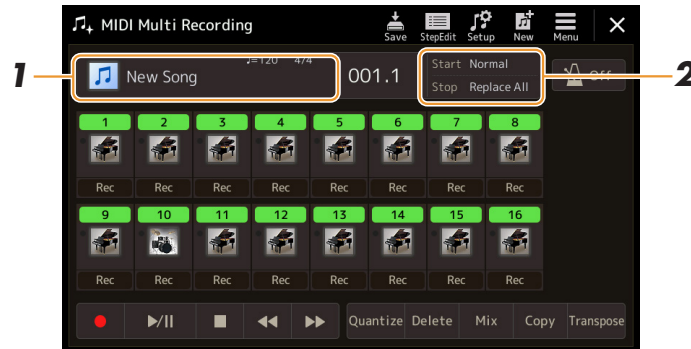 MIDI Multi Recording
Save StepEdit Setup New Menu
1
New Song
♩=120 4/4
001.1
Start Normal
Stop Replace All
Off
2
1 2 3 4 5 6 7 8
Rec Rec Rec Rec Rec Rec Rec Rec
9 10 11 12 13 14 15 16
Rec Rec Rec Rec Rec Rec Rec Rec
Quantize Delete Mix Copy Transpose